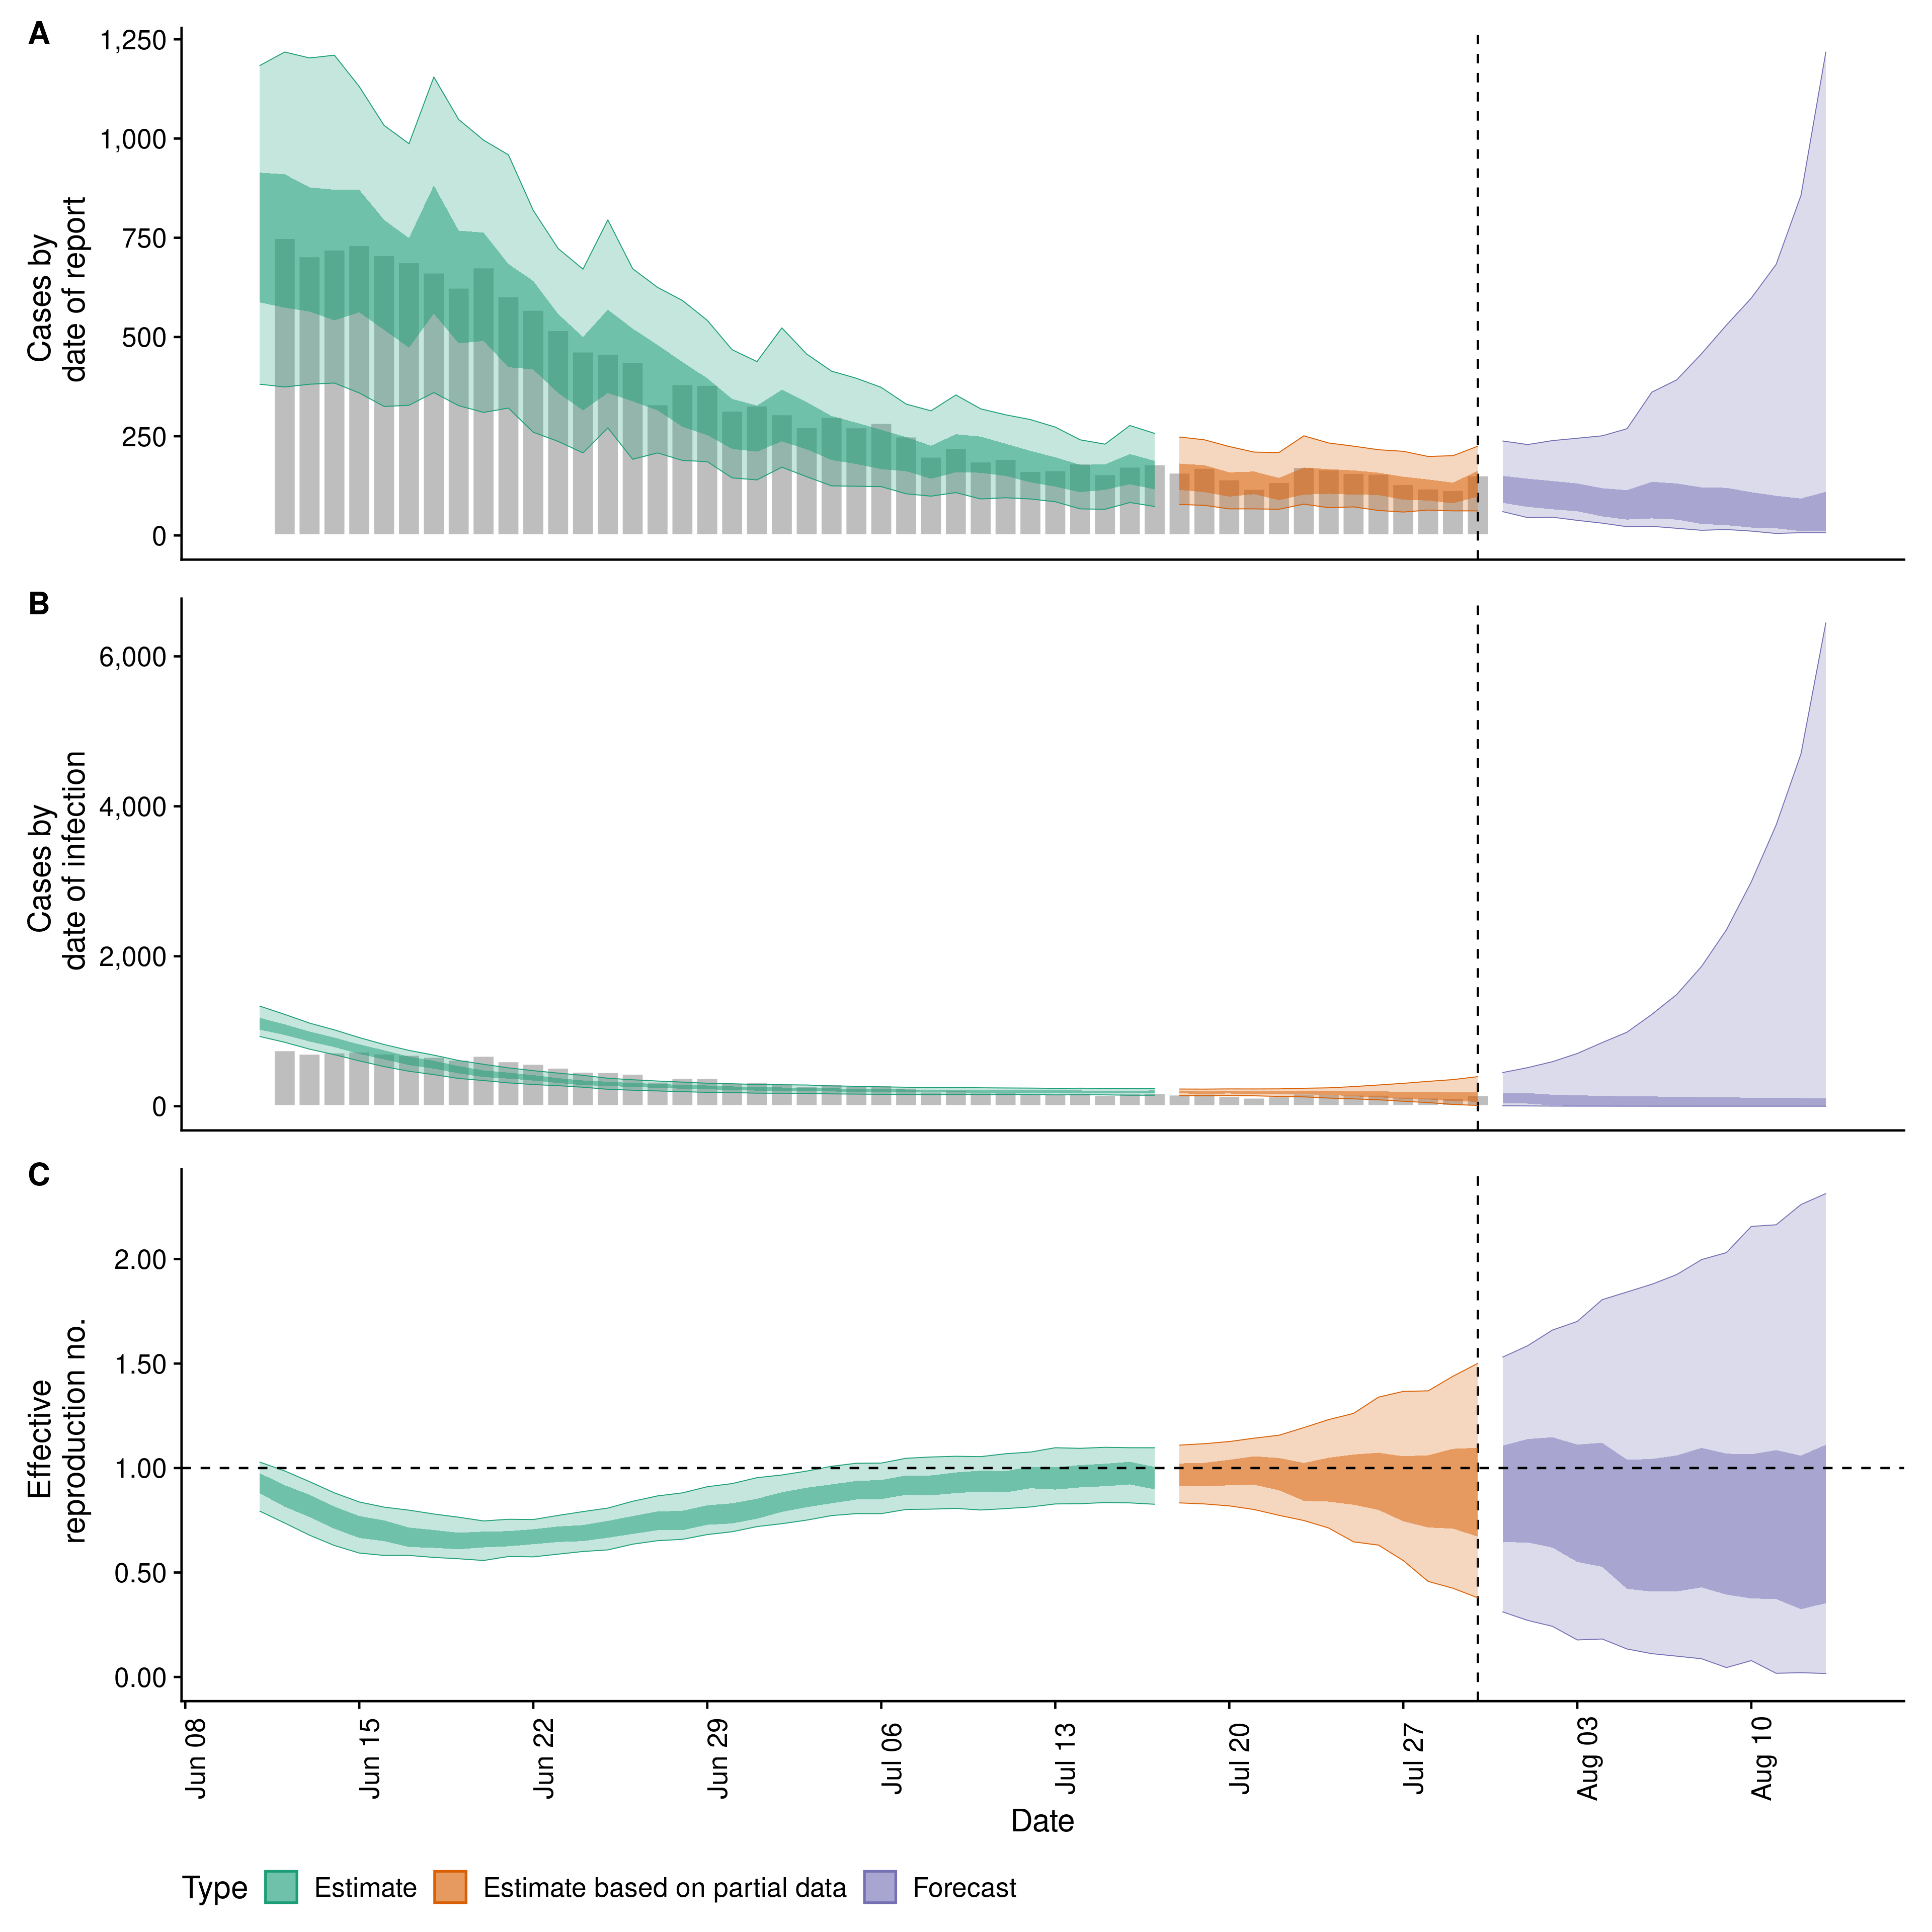 A
1,250
1,000
750
500
250
0
Cases by
date of report
B
6,000
4,000
2,000
0
Cases by
date of infection
C
2.00
1.50
1.00
0.50
0.00
Effective
reproduction no.
Jun 08
Jun 15
Jun 22
Jun 29
Jul 06
Jul 13
Jul 20
Jul 27
Aug 03
Aug 10
Date
Type
Estimate
Estimate based on partial data
Forecast